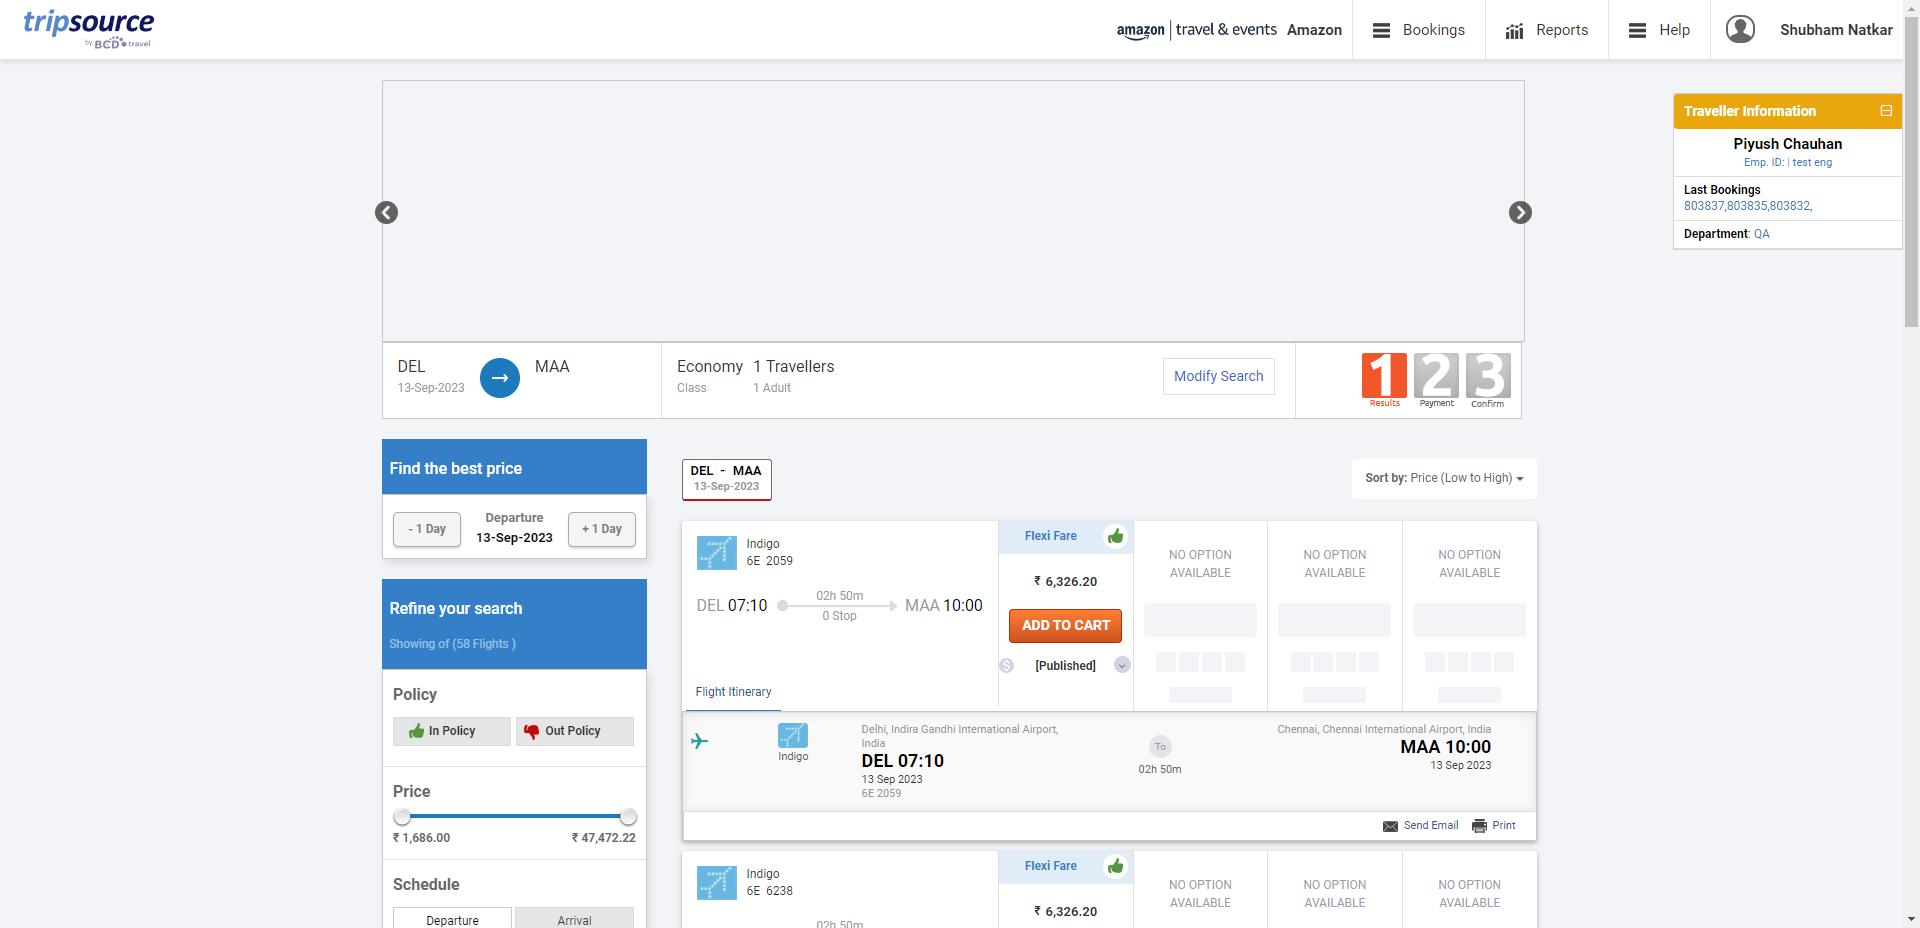 tripsource
by BCD travel
amazon | travel & events Amazon
Bookings
Reports
Help
Shubham Natkar
Traveller Information
Piyush Chauhan
Emp. ID: | test eng
Last Bookings
803837,803835,803832,
Department: QA
DEL
13-Sep-2023
MAA
Economy
Class
1 Travellers
1 Adult
Modify Search
1 2 3
Results Payment Confirm
Find the best price
- 1 Day
Departure
13-Sep-2023
+ 1 Day
Refine your search
Showing of (58 Flights )
Policy
In Policy
Out Policy
Price
₹ 1,686.00
₹ 47,472.22
Schedule
Departure
Arrival
DEL - MAA
13-Sep-2023
Sort by: Price (Low to High)
Indigo
6E 2059
DEL 07:10
02h 50m
0 Stop
MAA 10:00
Flight Itinerary
Flexi Fare
₹ 6,326.20
ADD TO CART
$
[Published]
NO OPTION
AVAILABLE
NO OPTION
AVAILABLE
NO OPTION
AVAILABLE
Indigo
Delhi, Indira Gandhi International Airport,
India
DEL 07:10
13 Sep 2023
6E 2059
To
02h 50m
Chennai, Chennai International Airport, India
MAA 10:00
13 Sep 2023
Send Email
Print
Indigo
6E 6238
02h 50m
Flexi Fare
₹ 6,326.20
NO OPTION
AVAILABLE
NO OPTION
AVAILABLE
NO OPTION
AVAILABLE